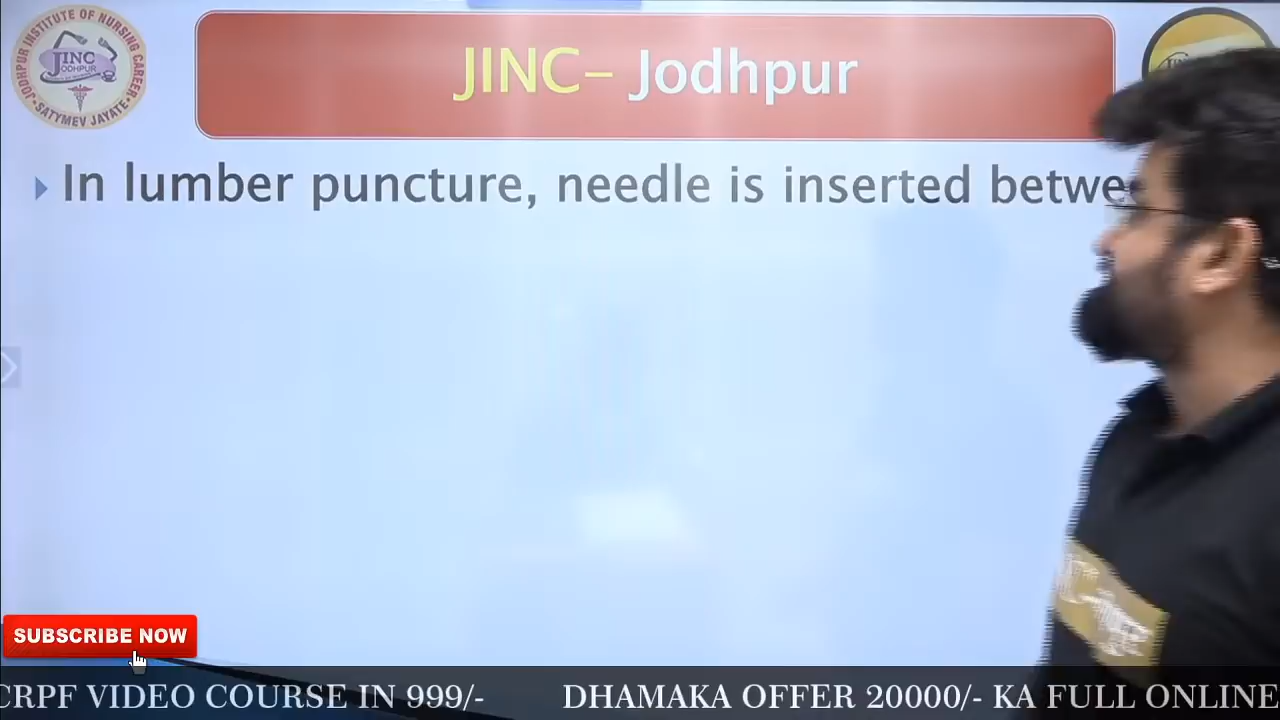 JODHPUR INSTITUTE OF NURSING CAREER
JINC
JODHPUR
SATYMEV JAYATE
JINC- Jodhpur
In lumber puncture, needle is inserted betwe
SUBSCRIBE NOW
CRPF VIDEO COURSE IN 999/- DHAMAKA OFFER 20000/- KA FULL ONLINE